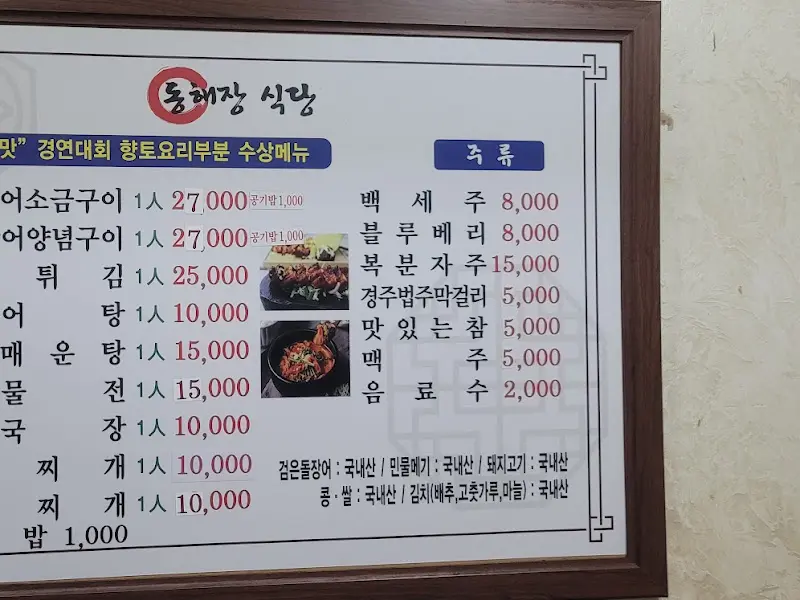 동해장 식당
맛" 경연대회 향토요리부분 수상메뉴
어소금구이 1人 27,000 공기밥 1,000
어양념구이 1人 27,000 공기밥 1,000
튀김 1人 25,000
어탕 1人 10,000
매운탕 1人 15,000
물전 1人 15,000
국장 1人 10,000
찌개 1人 10,000
찌개 1人 10,000
밥 1,000
주류
백세주 8,000
블루베리 8,000
복분자주 15,000
경주법주막걸리 5,000
맛있는참 5,000
맥주 5,000
음료수 2,000
검은돌장어 : 국내산 / 민물메기 : 국내산 / 돼지고기 : 국내산
콩·쌀 : 국내산 / 김치(배추,고춧가루,마늘) : 국내산